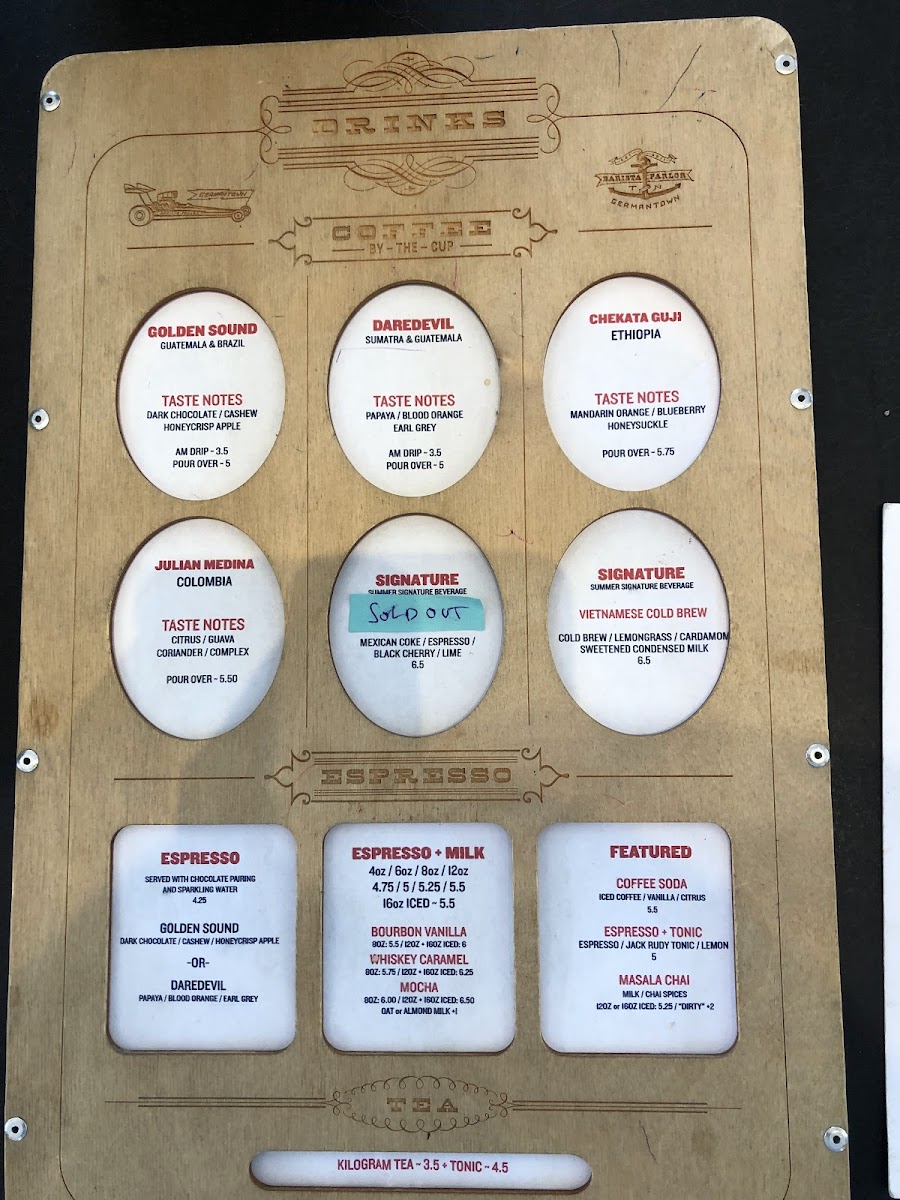 DRINKS
GERMANTOWN
BARISTA PARLOR
GERMANTOWN
COFFEE
BY-THE-CUP
GOLDEN SOUND
GUATEMALA & BRAZIL
TASTE NOTES
DARK CHOCOLATE / CASHEW
HONEYCRISP APPLE
AM DRIP ~ 3.5
POUR OVER ~ 5
DAREDEVIL
SUMATRA & GUATEMALA
TASTE NOTES
PAPAYA / BLOOD ORANGE
EARL GREY
AM DRIP ~ 3.5
POUR OVER ~ 5
CHEKATA GUJI
ETHIOPIA
TASTE NOTES
MANDARIN ORANGE / BLUEBERRY
HONEYSUCKLE
POUR OVER ~ 5.75
JULIAN MEDINA
COLOMBIA
TASTE NOTES
CITRUS / GUAVA
CORIANDER / COMPLEX
POUR OVER ~ 5.50
SIGNATURE
SUMMER SIGNATURE BEVERAGE
SOLD OUT
MEXICAN COKE / ESPRESSO /
BLACK CHERRY / LIME
6.5
SIGNATURE
SUMMER SIGNATURE BEVERAGE
VIETNAMESE COLD BREW
COLD BREW / LEMONGRASS / CARDAMOM
SWEETENED CONDENSED MILK
6.5
ESPRESSO
ESPRESSO
SERVED WITH CHOCOLATE PAIRING
AND SPARKLING WATER
4.25
GOLDEN SOUND
DARK CHOCOLATE / CASHEW / HONEYCRISP APPLE
-OR-
DAREDEVIL
PAPAYA / BLOOD ORANGE / EARL GREY
ESPRESSO + MILK
4oz / 6oz / 8oz / 12oz
4.75 / 5 / 5.25 / 5.5
16oz ICED ~ 5.5
BOURBON VANILLA
8OZ: 5.5 / 12OZ + 16OZ ICED: 6
WHISKEY CARAMEL
8OZ: 5.75 / 12OZ + 16OZ ICED: 6.25
MOCHA
8OZ: 6.00 / 12OZ + 16OZ ICED: 6.50
OAT or ALMOND MILK +1
FEATURED
COFFEE SODA
ICED COFFEE / VANILLA / CITRUS
5.5
ESPRESSO + TONIC
ESPRESSO / JACK RUDY TONIC / LEMON
5
MASALA CHAI
MILK / CHAI SPICES
12OZ or 16OZ ICED: 5.25 / "DIRTY" +2
TEA
KILOGRAM TEA ~ 3.5 + TONIC ~ 4.5